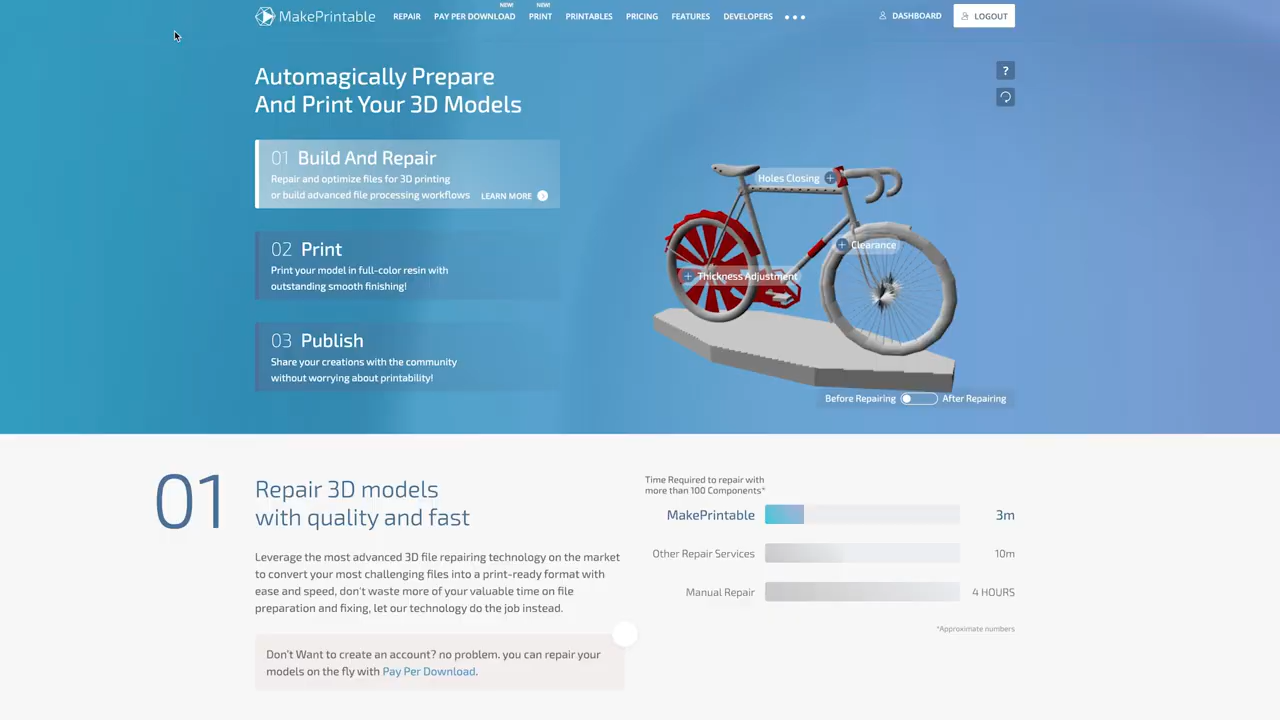 MakePrintable
REPAIR
PAY PER DOWNLOAD
NEW!
PRINT
NEW!
PRINTABLES
PRICING
FEATURES
DEVELOPERS
DASHBOARD
LOGOUT
Automagically Prepare
And Print Your 3D Models
?
01 Build And Repair
Repair and optimize files for 3D printing
or build advanced file processing workflows
LEARN MORE
02 Print
Print your model in full-color resin with
outstanding smooth finishing!
03 Publish
Share your creations with the community
without worrying about printability!
Holes Closing
Clearance
Thickness Adjustment
Before Repairing
After Repairing
01
Repair 3D models
with quality and fast
Leverage the most advanced 3D file repairing technology on the market
to convert your most challenging files into a print-ready format with
ease and speed, don't waste more of your valuable time on file
preparation and fixing, let our technology do the job instead.
Don't Want to create an account? no problem. you can repair your
models on the fly with Pay Per Download.
Time Required to repair with
more than 100 Components*
MakePrintable 3m
Other Repair Services 10m
Manual Repair 4 HOURS
*Approximate numbers